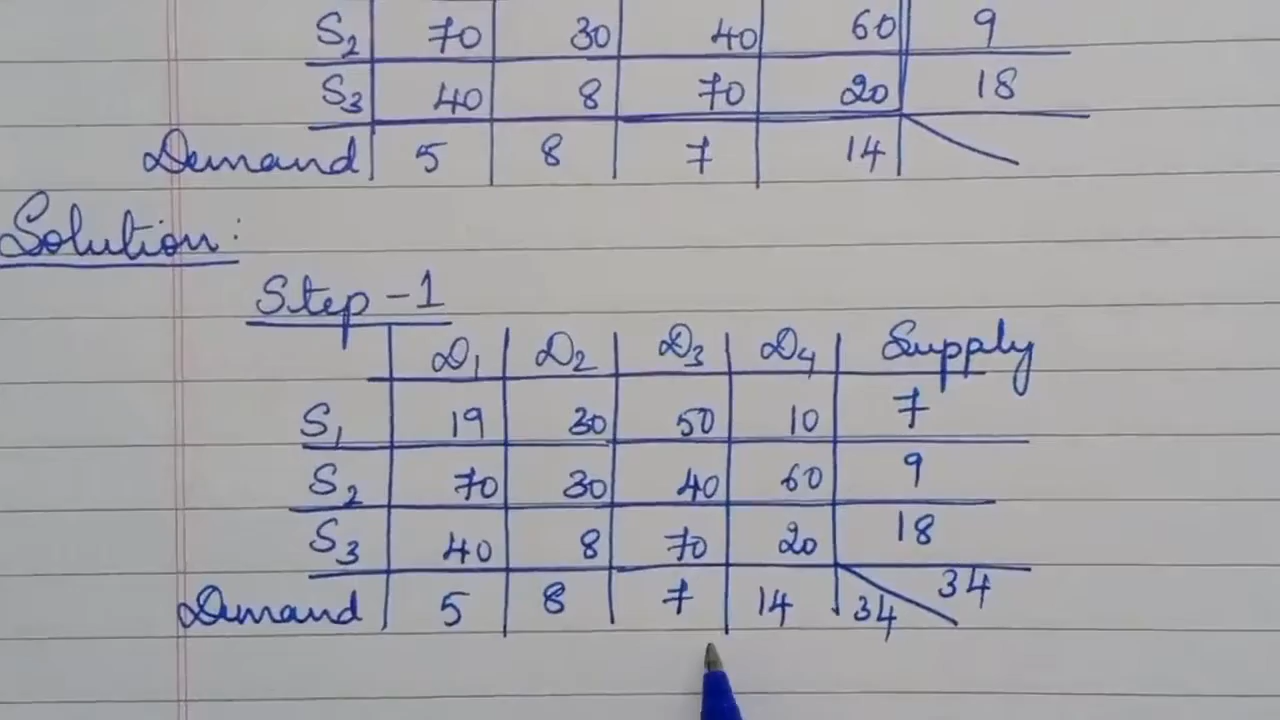 S2 70 30 40 60 9
S3 40 8 70 20 18
Demand 5 8 7 14
Solution:
Step-1
D1 D2 D3 D4 Supply
S1 19 30 50 10 7
S2 70 30 40 60 9
S3 40 8 70 20 18
Demand 5 8 7 14 34 34